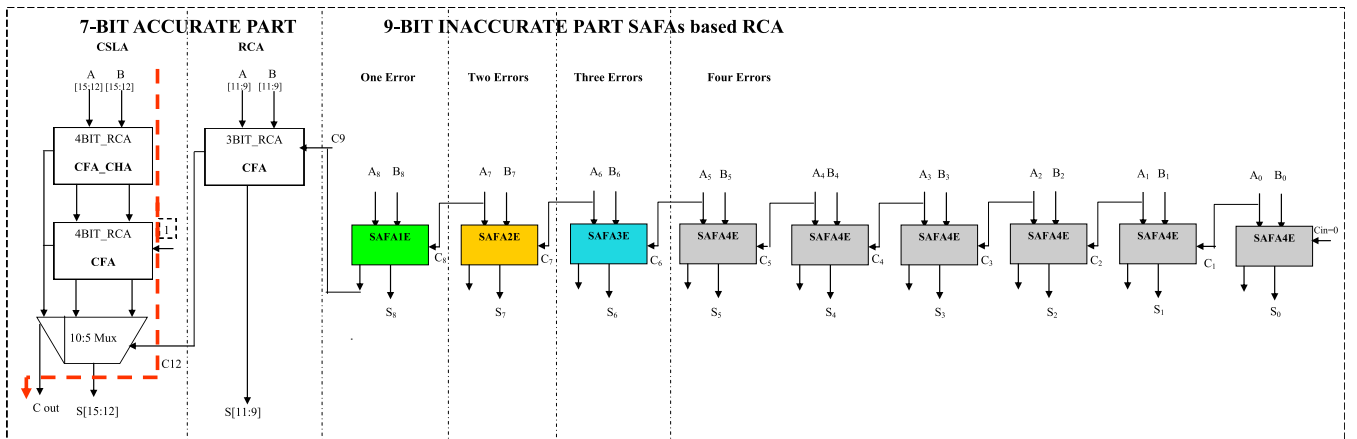 7-BIT ACCURATE PART
9-BIT INACCURATE PART SAFAs based RCA
CSLA
RCA
One Error
Two Errors
Three Errors
Four Errors
A B
[15:12] [15:12]
A B
[11:9] [11:9]
4BIT_RCA
CFA_CHA
3BIT_RCA
CFA
C9
A8 B8
A7 B7
A6 B6
A5 B5
A4 B4
A3 B3
A2 B2
A1 B1
A0 B0
4BIT_RCA
CFA
1
SAFA1E
SAFA2E
SAFA3E
SAFA4E
SAFA4E
SAFA4E
SAFA4E
SAFA4E
SAFA4E
Cin=0
C8
C7
C6
C5
C4
C3
C2
C1
S8
S7
S6
S5
S4
S3
S2
S1
S0
10:5 Mux
C12
C out
S[15:12]
S[11:9]